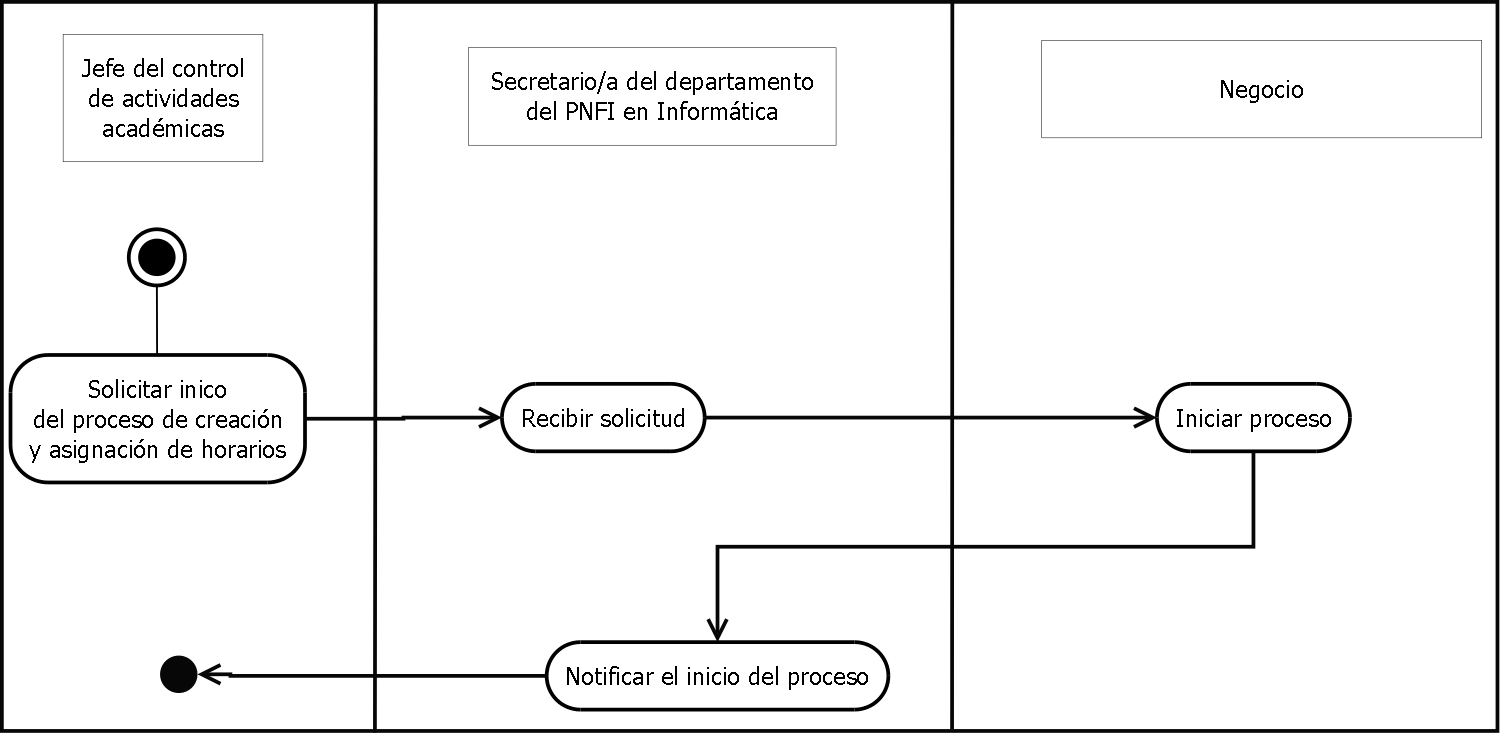 Jefe del control
de actividades
académicas
Secretario/a del departamento
del PNFI en Informática
Negocio
Solicitar inico
del proceso de creación
y asignación de horarios
Recibir solicitud
Iniciar proceso
Notificar el inicio del proceso